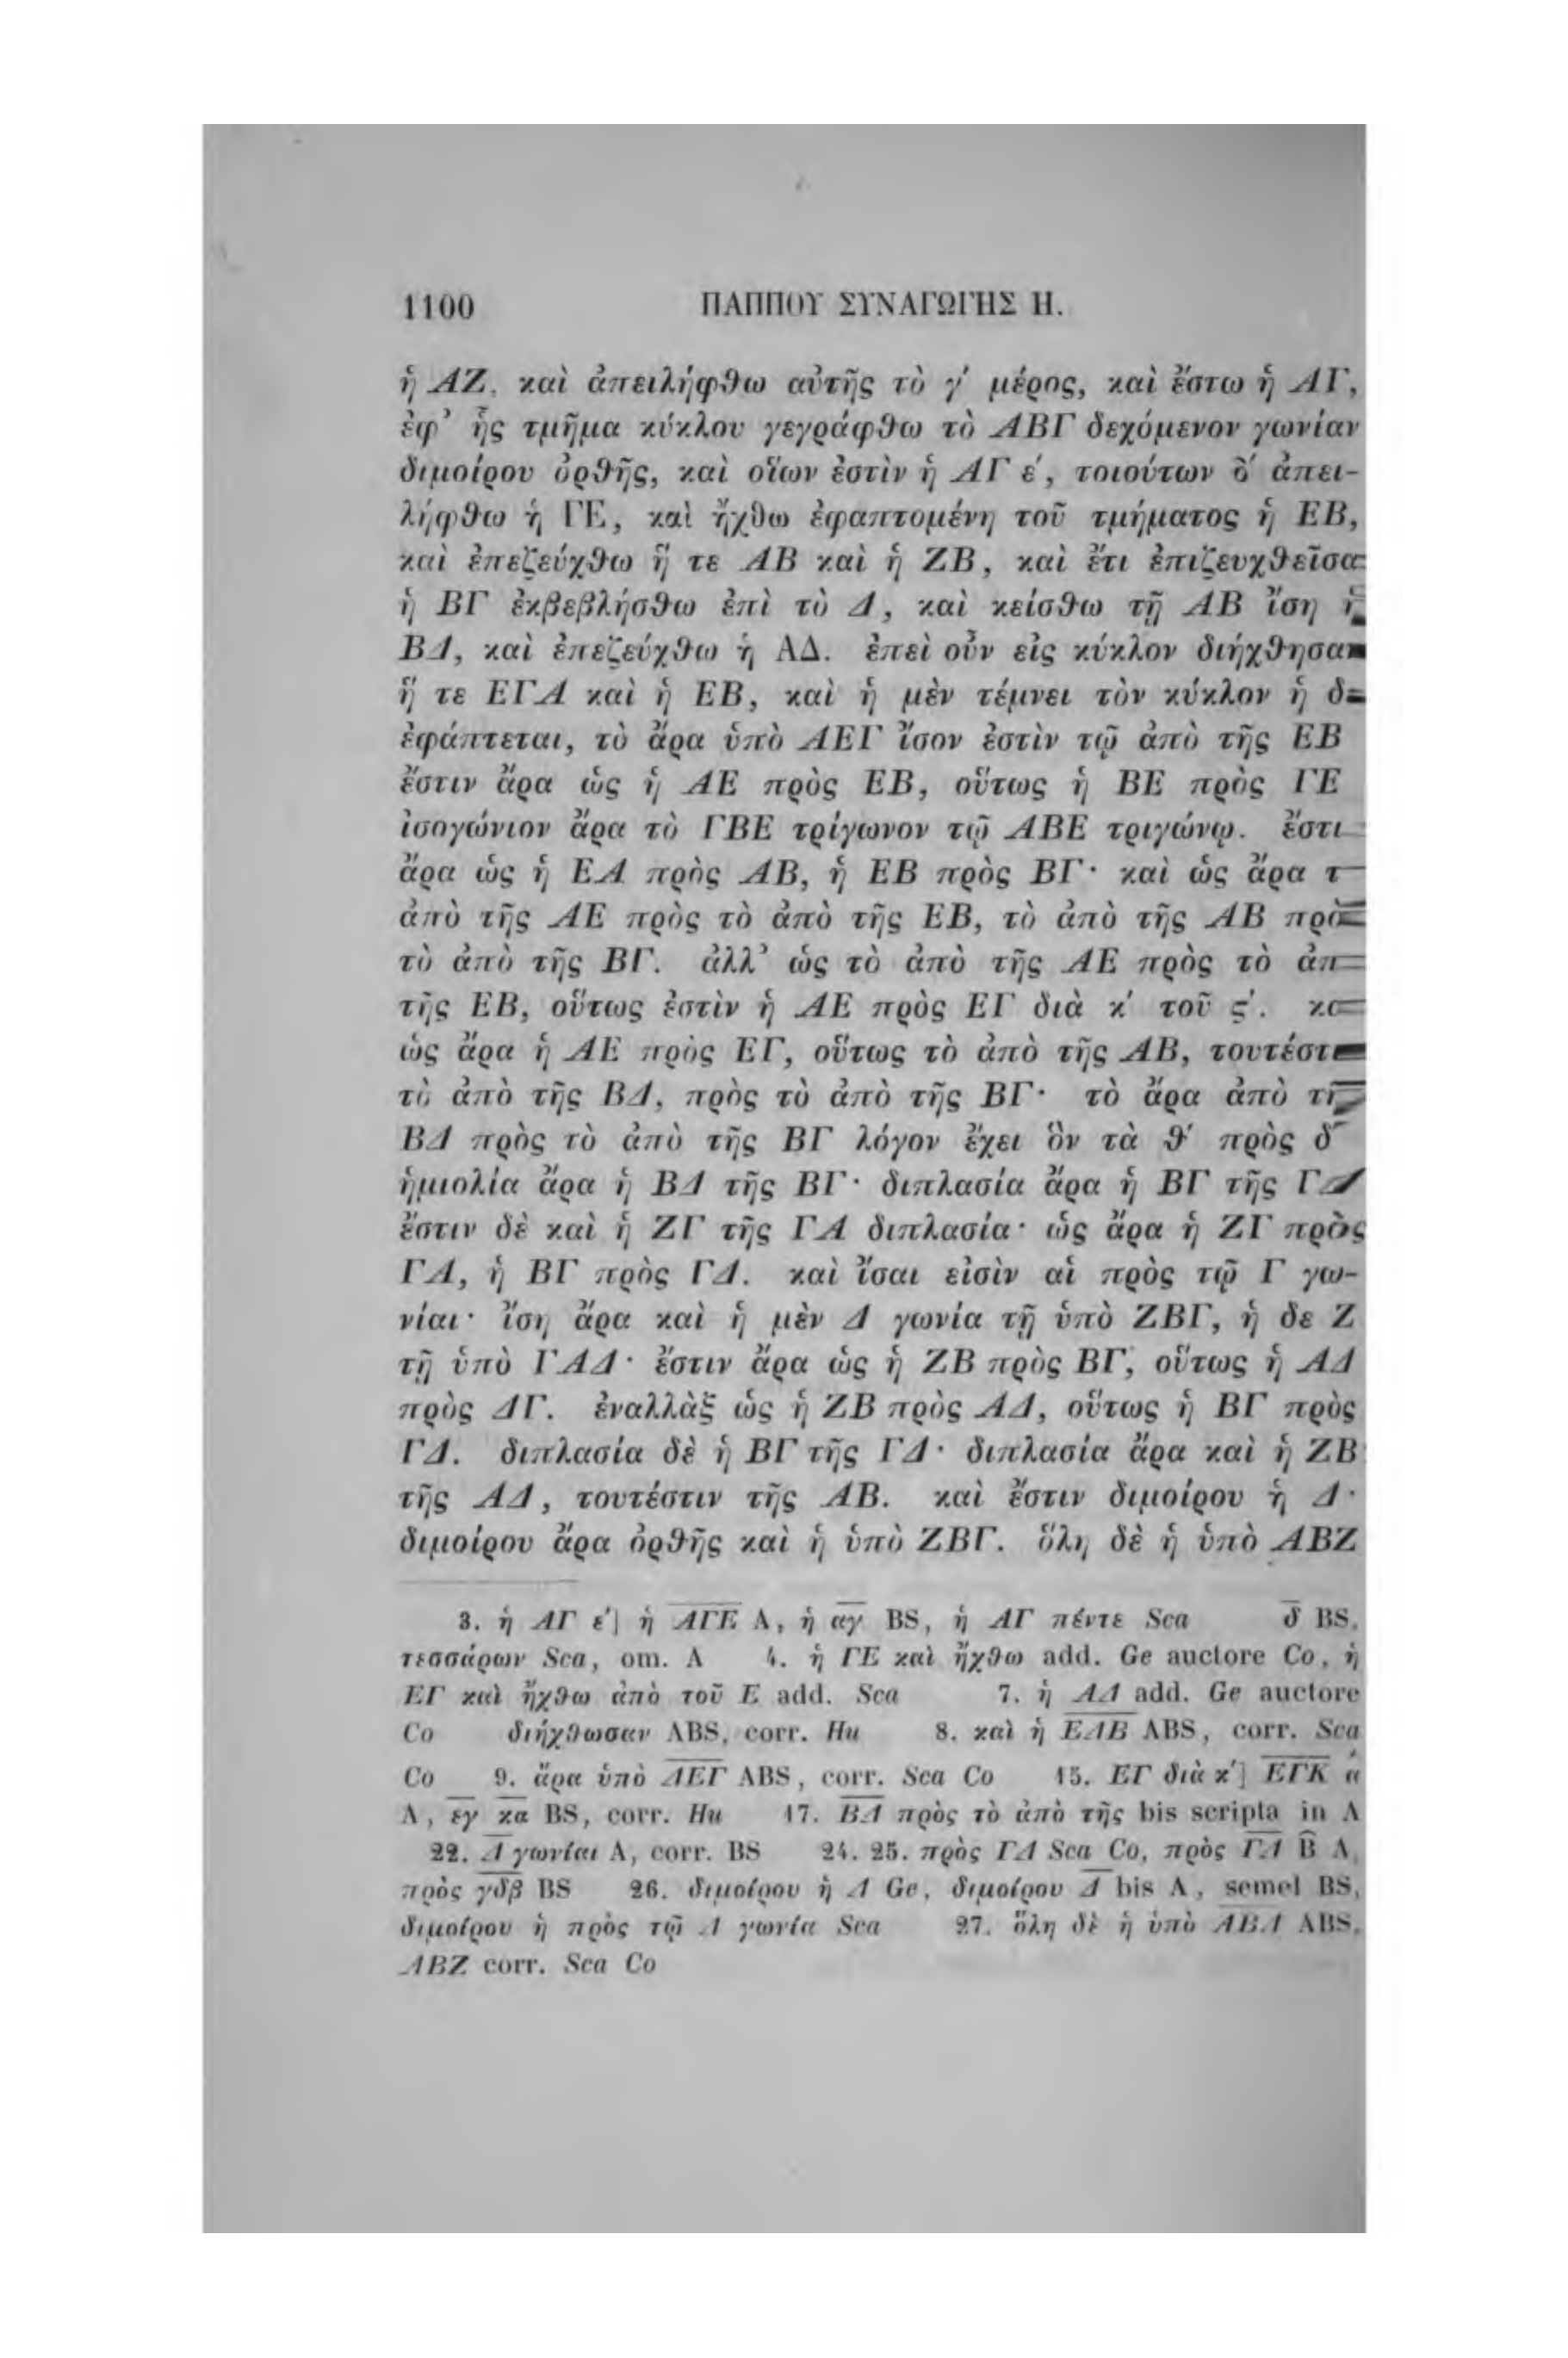 1100 ΠΑΠΠΟΥ ΣΥΝΑΓΩΓΗΣ Η.
ἡ ΑΖ, καὶ ἀπειλήφθω αὐτῆς τὸ γ΄ μέρος, καὶ ἔστω ἡ ΑΓ,
ἐφ᾽ ἧς τμῆμα κύκλου γεγράφθω τὸ ΑΒΓ δεχόμενον γωνίαν
διμοίρου ὀρθῆς, καὶ οἵων ἐστὶν ἡ ΑΓ ε΄, τοιούτων δ΄ ἀπει-
λήφθω ἡ ΓΕ, καὶ ἤχθω ἐφαπτομένη τοῦ τμήματος ἡ ΕΒ,
καὶ ἐπεζεύχθω ἥ τε ΑΒ καὶ ἡ ΖΒ, καὶ ἔτι ἐπιζευχθεῖσα
ἡ ΒΓ ἐκβεβλήσθω ἐπὶ τὸ Δ, καὶ κείσθω τῇ ΑΒ ἴση ἡ
ΒΔ, καὶ ἐπεζεύχθω ἡ ΑΔ. ἐπεὶ οὖν εἰς κύκλον διήχθησαν
ἥ τε ΕΓΑ καὶ ἡ ΕΒ, καὶ ἡ μὲν τέμνει τὸν κύκλον ἡ δὲ
ἐφάπτεται, τὸ ἄρα ὑπὸ ΑΕΓ ἴσον ἐστὶν τῷ ἀπὸ τῆς ΕΒ
ἔστιν ἄρα ὡς ἡ ΑΕ πρὸς ΕΒ, οὕτως ἡ ΒΕ πρὸς ΓΕ
ἰσογώνιον ἄρα τὸ ΓΒΕ τρίγωνον τῷ ΑΒΕ τριγώνῳ. ἔστι
ἄρα ὡς ἡ ΕΑ πρὸς ΑΒ, ἡ ΕΒ πρὸς ΒΓ· καὶ ὡς ἄρα
ἀπὸ τῆς ΑΕ πρὸς τὸ ἀπὸ τῆς ΕΒ, τὸ ἀπὸ τῆς ΑΒ πρὸς
τὸ ἀπὸ τῆς ΒΓ. ἀλλ᾽ ὡς τὸ ἀπὸ τῆς ΑΕ πρὸς τὸ ἀπ
τῆς ΕΒ, οὕτως ἐστὶν ἡ ΑΕ πρὸς ΕΓ διὰ κ΄ τοῦ ς΄.
ὡς ἄρα ἡ ΑΕ πρὸς ΕΓ, οὕτως τὸ ἀπὸ τῆς ΑΒ, τουτέστι
τὸ ἀπὸ τῆς ΒΔ, πρὸς τὸ ἀπὸ τῆς ΒΓ· τὸ ἄρα ἀπὸ τῆς
ΒΔ πρὸς τὸ ἀπὸ τῆς ΒΓ λόγον ἔχει ὃν τὰ θ΄ πρὸς δ΄
ἡμιολία ἄρα ἡ ΒΔ τῆς ΒΓ· διπλασία ἄρα ἡ ΒΓ τῆς ΓΔ
ἔστιν δὲ καὶ ἡ ΖΓ τῆς ΓΑ διπλασία· ὡς ἄρα ἡ ΖΓ πρὸς
ΓΑ, ἡ ΒΓ πρὸς ΓΔ. καὶ ἴσαι εἰσὶν αἱ πρὸς τῷ Γ γω-
νίαι· ἴση ἄρα καὶ ἡ μὲν Δ γωνία τῇ ὑπὸ ΖΒΓ, ἡ δε Ζ
τῇ ὑπὸ ΓΑΔ· ἔστιν ἄρα ὡς ἡ ΖΒ πρὸς ΒΓ, οὕτως ἡ ΑΔ
πρὸς ΔΓ. ἐναλλὰξ ὡς ἡ ΖΒ πρὸς ΑΔ, οὕτως ἡ ΒΓ πρὸς
ΓΔ. διπλασία δὲ ἡ ΒΓ τῆς ΓΔ· διπλασία ἄρα καὶ ἡ ΖΒ
τῆς ΑΔ, τουτέστιν τῆς ΑΒ. καὶ ἔστιν διμοίρου ἡ Δ·
διμοίρου ἄρα ὀρθῆς καὶ ἡ ὑπὸ ΖΒΓ. ὅλη δὲ ἡ ὑπὸ ΑΒΖ
3. ἡ ΑΓ ε΄] ἡ ΑΓΕ A, ἡ αγ BS, ἡ ΑΓ πέντε Sca δ BS,
τεσσάρων Sca, om. A 4. ἡ ΓΕ καὶ ἤχθω add. Ge auctore Co, ἡ
ΕΓ καὶ ἤχθω ἀπὸ τοῦ Ε add. Sca 7. ἡ ΑΔ add. Ge auctore
Co διήχθωσαν ABS, corr. Hu 8. καὶ ἡ ΕΔΒ ABS, corr. Sca
Co 9. ἄρα ὑπὸ ΔΕΓ ABS, corr. Sca Co 15. ΕΓ διὰ κ΄] ΕΓΚ ά
A, εγ κα BS, corr. Hu 17. ΒΔ πρὸς τὸ ἀπὸ τῆς bis scripta in A
22. Δ γωνίαι A, corr. BS 24. 25. πρὸς ΓΔ Sca Co, πρὸς ΓΔ Β A,
πρὸς γδβ BS 26. διμοίρου ἡ Δ Ge, διμοίρου Δ bis A, semel BS,
διμοίρου ἡ πρὸς τῷ Δ γωνία Sca 27. ὅλη δὲ ἡ ὑπὸ ΑΒΔ ABS,
ΑΒΖ corr. Sca Co